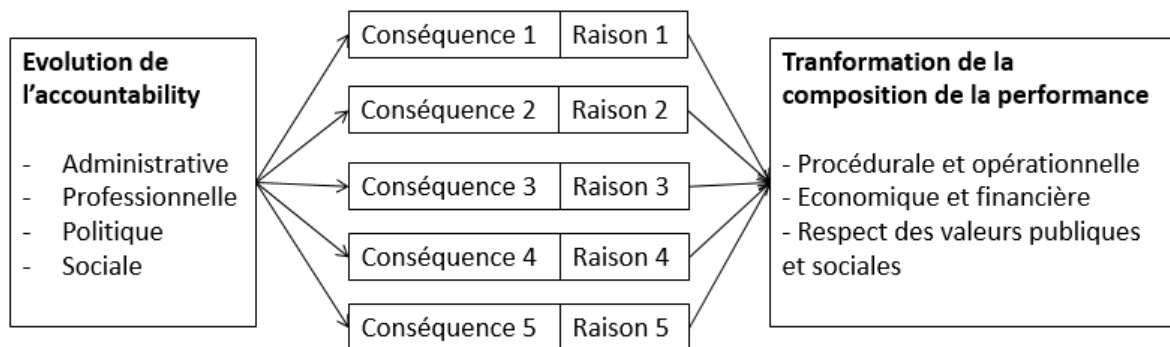 Evolution de
l'accountability
- Administrative
- Professionnelle
- Politique
- Sociale
Conséquence 1 Raison 1
Conséquence 2 Raison 2
Conséquence 3 Raison 3
Conséquence 4 Raison 4
Conséquence 5 Raison 5
Tranformation de la
composition de la performance
- Procédurale et opérationnelle
- Economique et financière
- Respect des valeurs publiques
et sociales